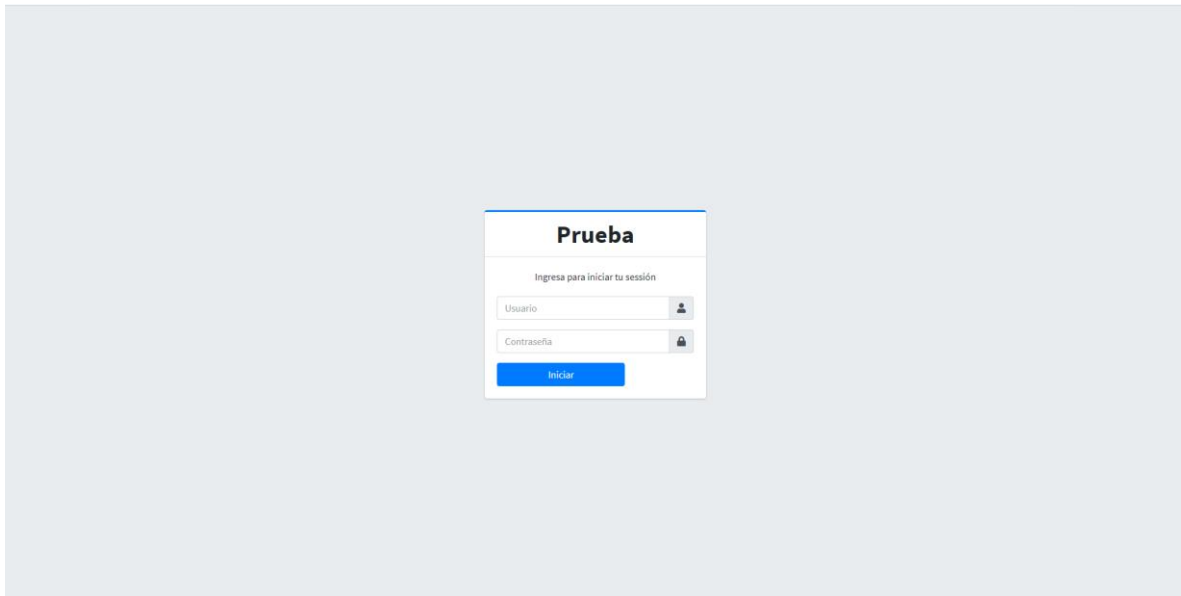 Prueba
Ingresa para iniciar tu sessión
Usuario
Contraseña
Iniciar